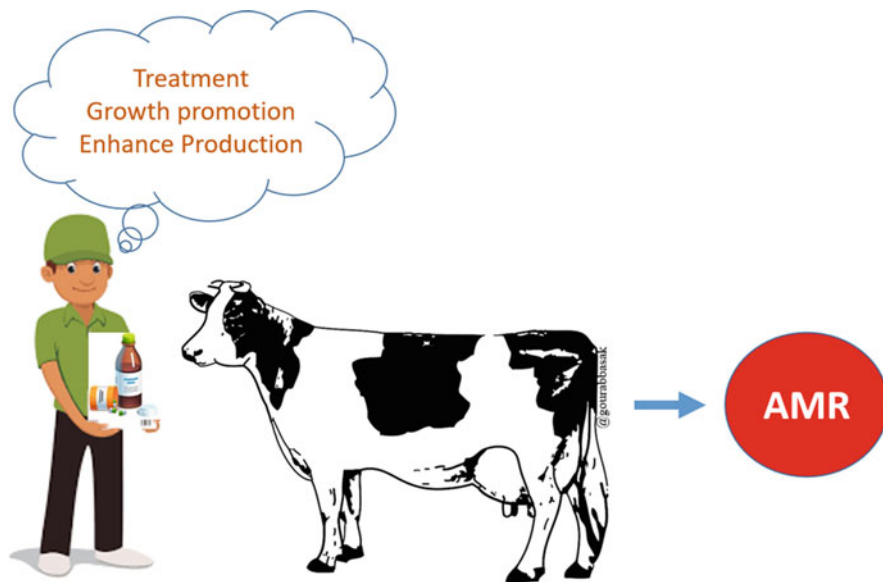 Treatment
Growth promotion
Enhance Production
@gourabbasak
AMR